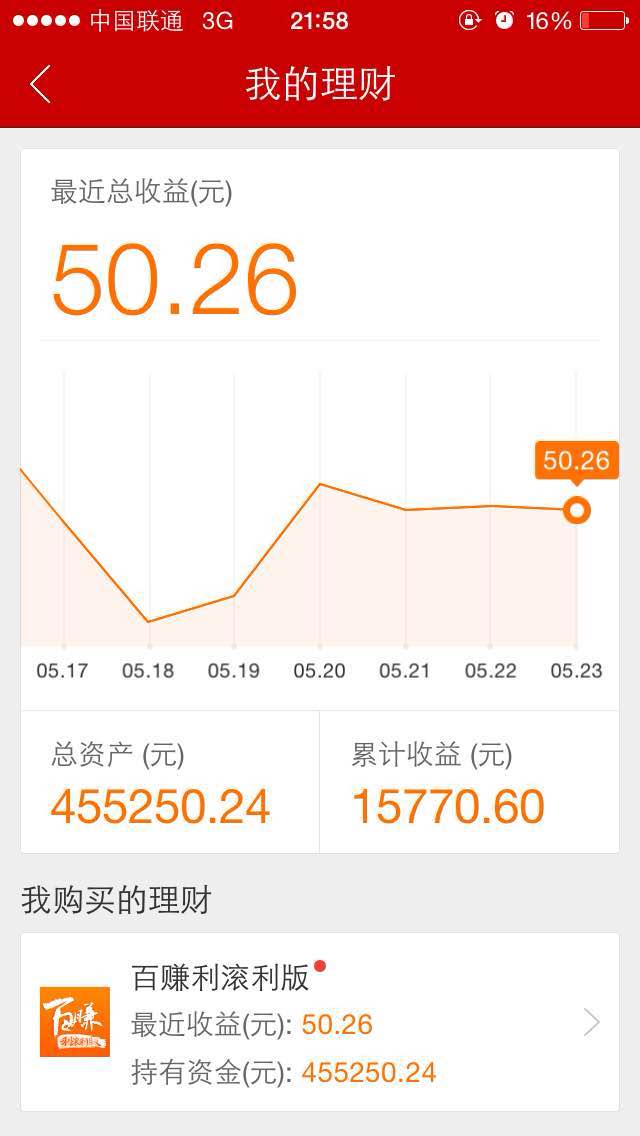 中国联通 3G 21:58 16%
我的理财
最近总收益(元)
50.26
50.26
05.17 05.18 05.19 05.20 05.21 05.22 05.23
总资产 (元) 累计收益 (元)
455250.24 15770.60
我购买的理财
百赚利滚利版
百赚
利滚利版
最近收益(元): 50.26
持有资金(元): 455250.24